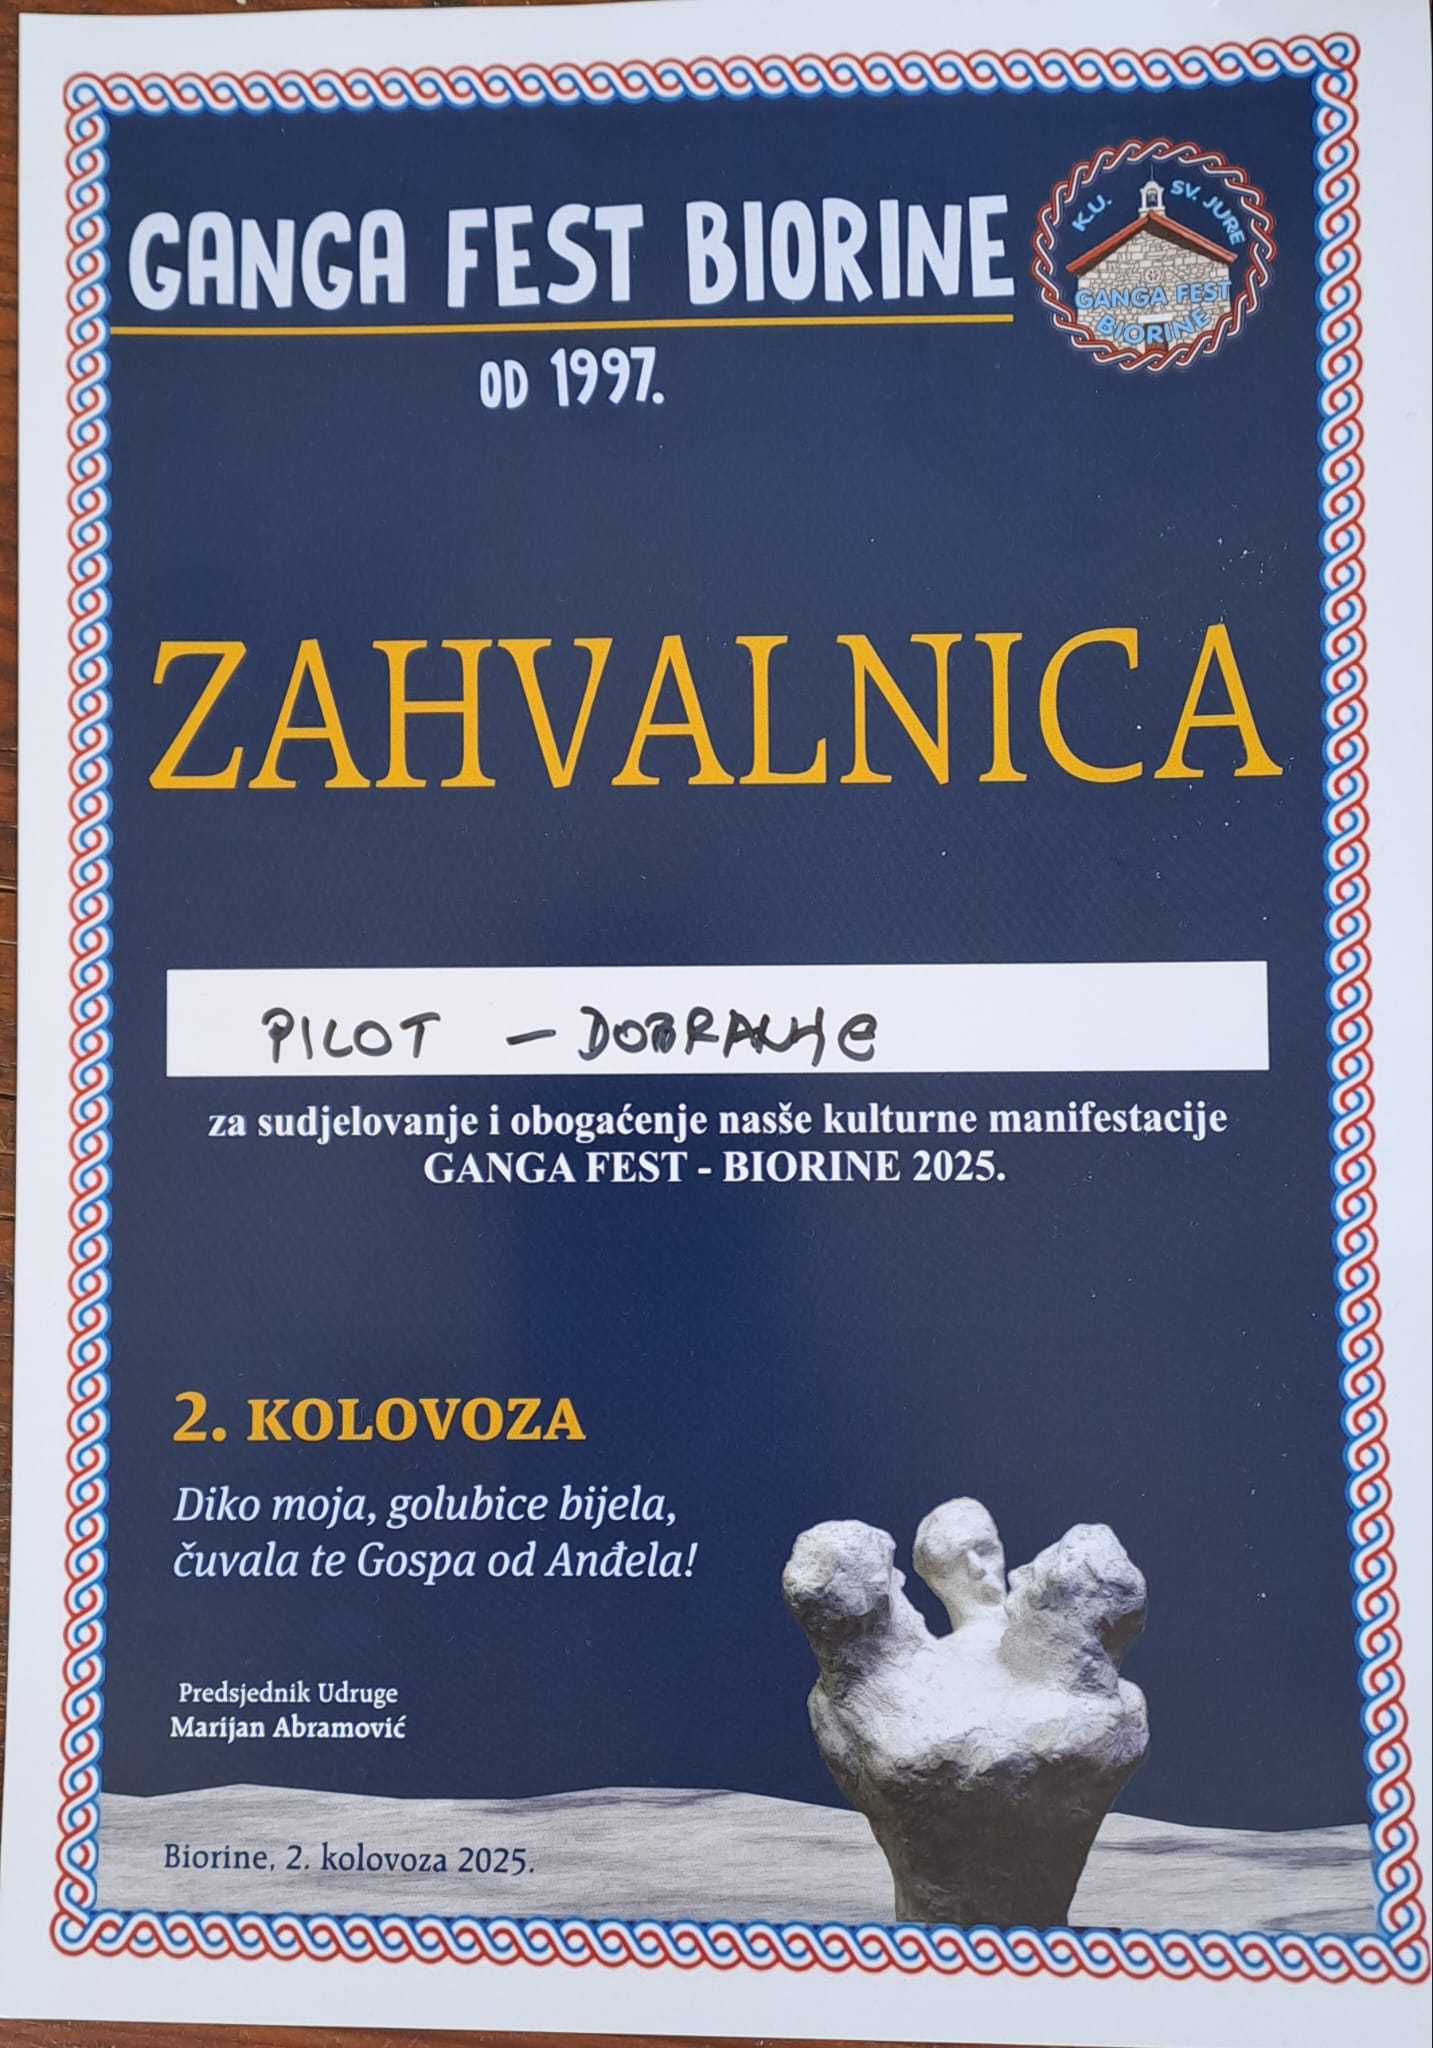 GANGA FEST BIORINE
OD 1997.
K.U. SV. JURE
GANGA FEST
BIORINE
ZAHVALNICA
PILOT - DOBRANJE
za sudjelovanje i obogaćenje nasše kulturne manifestacije
GANGA FEST - BIORINE 2025.
2. KOLOVOZA
Diko moja, golubice bijela,
čuvala te Gospa od Anđela!
Predsjednik Udruge
Marijan Abramović
Biorine, 2. kolovoza 2025.